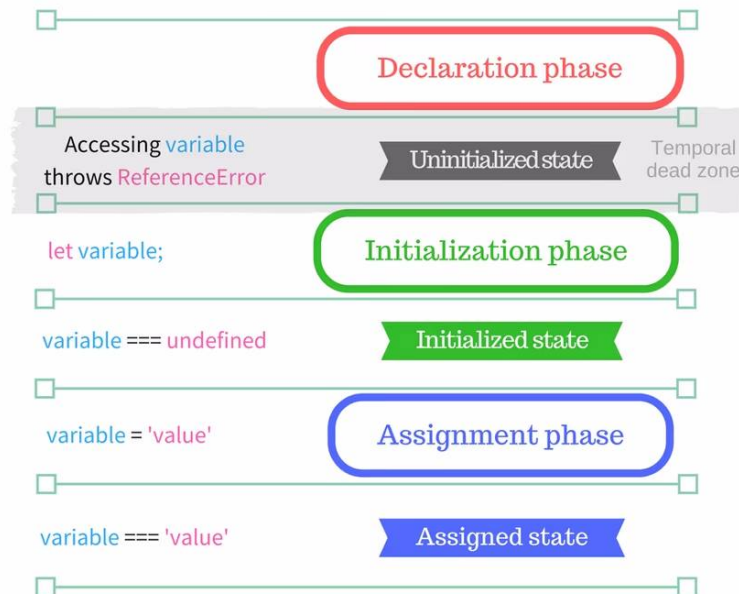 Declaration phase
Accessing variable
throws ReferenceError
Uninitialized state
Temporal
dead zone
let variable;
Initialization phase
variable === undefined
Initialized state
variable = 'value'
Assignment phase
variable === 'value'
Assigned state